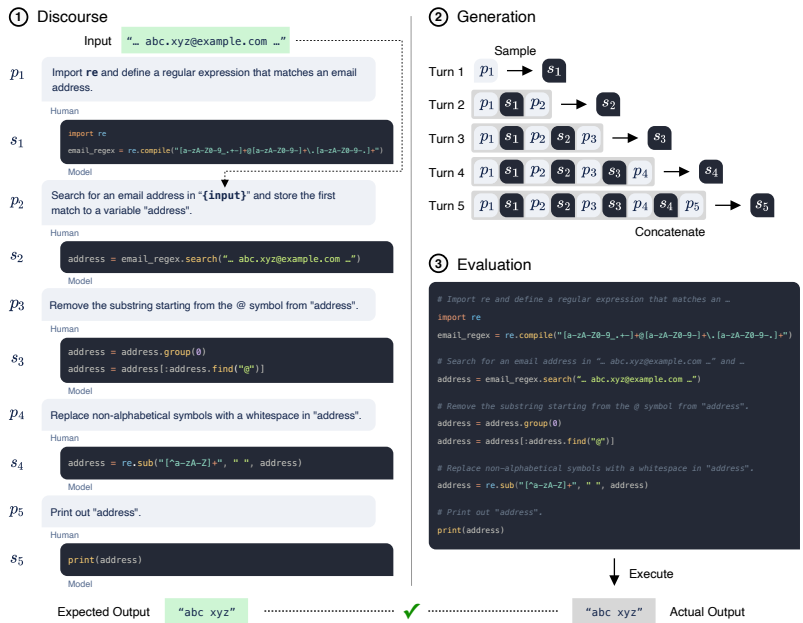 1 Discourse
Input "… abc.xyz@example.com …"
p1
Import re and define a regular expression that matches an email
address.
Human
s1
import re
email_regex = re.compile("[a-zA-Z0-9_.+-]+@[a-zA-Z0-9-]+\.[a-zA-Z0-9-.]+")
Model
p2
Search for an email address in "{input}" and store the first
match to a variable "address".
Human
s2
address = email_regex.search("… abc.xyz@example.com …")
Model
p3
Remove the substring starting from the @ symbol from "address".
Human
s3
address = address.group(0)
address = address[:address.find("@")]
Model
p4
Replace non-alphabetical symbols with a whitespace in "address".
Human
s4
address = re.sub("[^a-zA-Z]+", " ", address)
Model
p5
Print out "address".
Human
s5
print(address)
Model
2 Generation
Sample
Turn 1 p1 s1
Turn 2 p1 s1 p2 s2
Turn 3 p1 s1 p2 s2 p3 s3
Turn 4 p1 s1 p2 s2 p3 s3 p4 s4
Turn 5 p1 s1 p2 s2 p3 s3 p4 s4 p5 s5
Concatenate
3 Evaluation
# Import re and define a regular expression that matches an …
import re
email_regex = re.compile("[a-zA-Z0-9_.+-]+@[a-zA-Z0-9-]+\.[a-zA-Z0-9-.]+")
# Search for an email address in "… abc.xyz@example.com …" and …
address = email_regex.search("… abc.xyz@example.com …")
# Remove the substring starting from the @ symbol from "address".
address = address.group(0)
address = address[:address.find("@")]
# Replace non-alphabetical symbols with a whitespace in "address".
address = re.sub("[^a-zA-Z]+", " ", address)
# Print out "address".
print(address)
Execute
Expected Output "abc xyz" "abc xyz" Actual Output